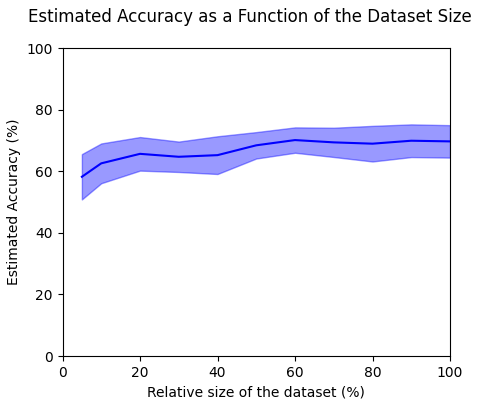 Estimated Accuracy as a Function of the Dataset Size
100
80
60
40
20
0
Estimated Accuracy (%)
0 20 40 60 80 100
Relative size of the dataset (%)